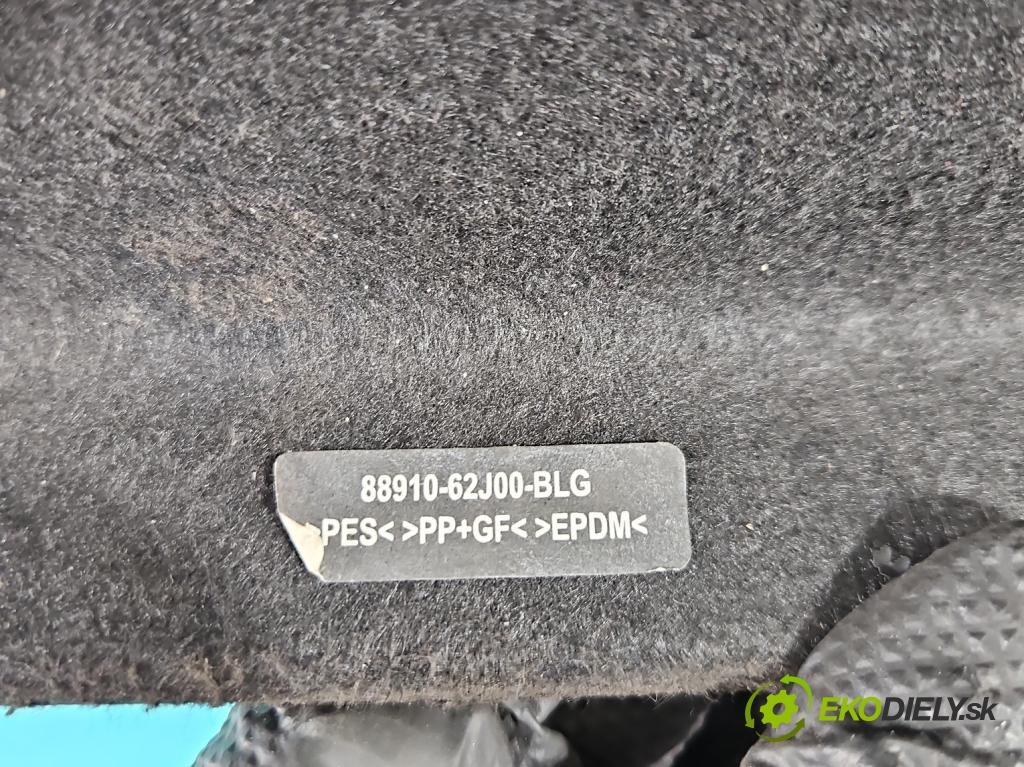 88910-62J00-BLG
>PES< >PP+GF< >EPDM<
EKODIELY.sk